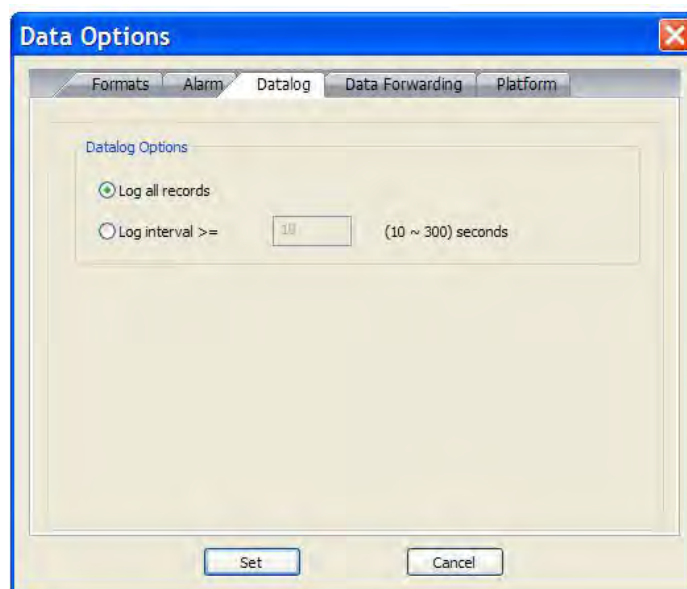 Data Options
Formats Alarm Datalog Data Forwarding Platform
Datalog Options
Log all records
Log interval >= 10 (10 ~ 300) seconds
Set Cancel